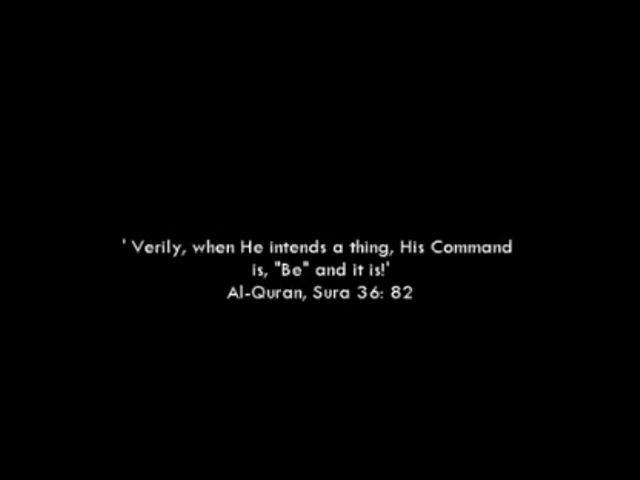 ' Verily, when He intends a thing, His Command
is, "Be" and it is!'
Al-Quran, Sura 36: 82